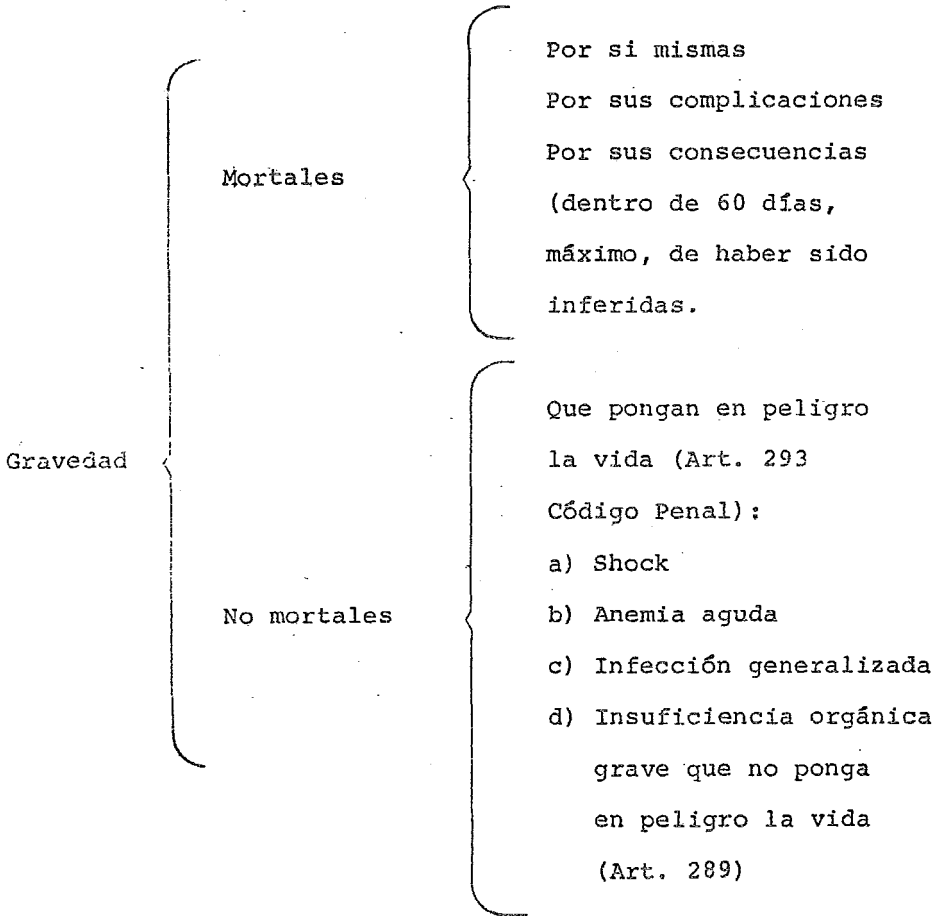 Gravedad
Mortales
Por si mismas
Por sus complicaciones
Por sus consecuencias
(dentro de 60 días,
máximo, de haber sido
inferidas.
No mortales
Que pongan en peligro
la vida (Art. 293
Código Penal):
a) Shock
b) Anemia aguda
c) Infección generalizada
d) Insuficiencia orgánica
grave que no ponga
en peligro la vida
(Art. 289)